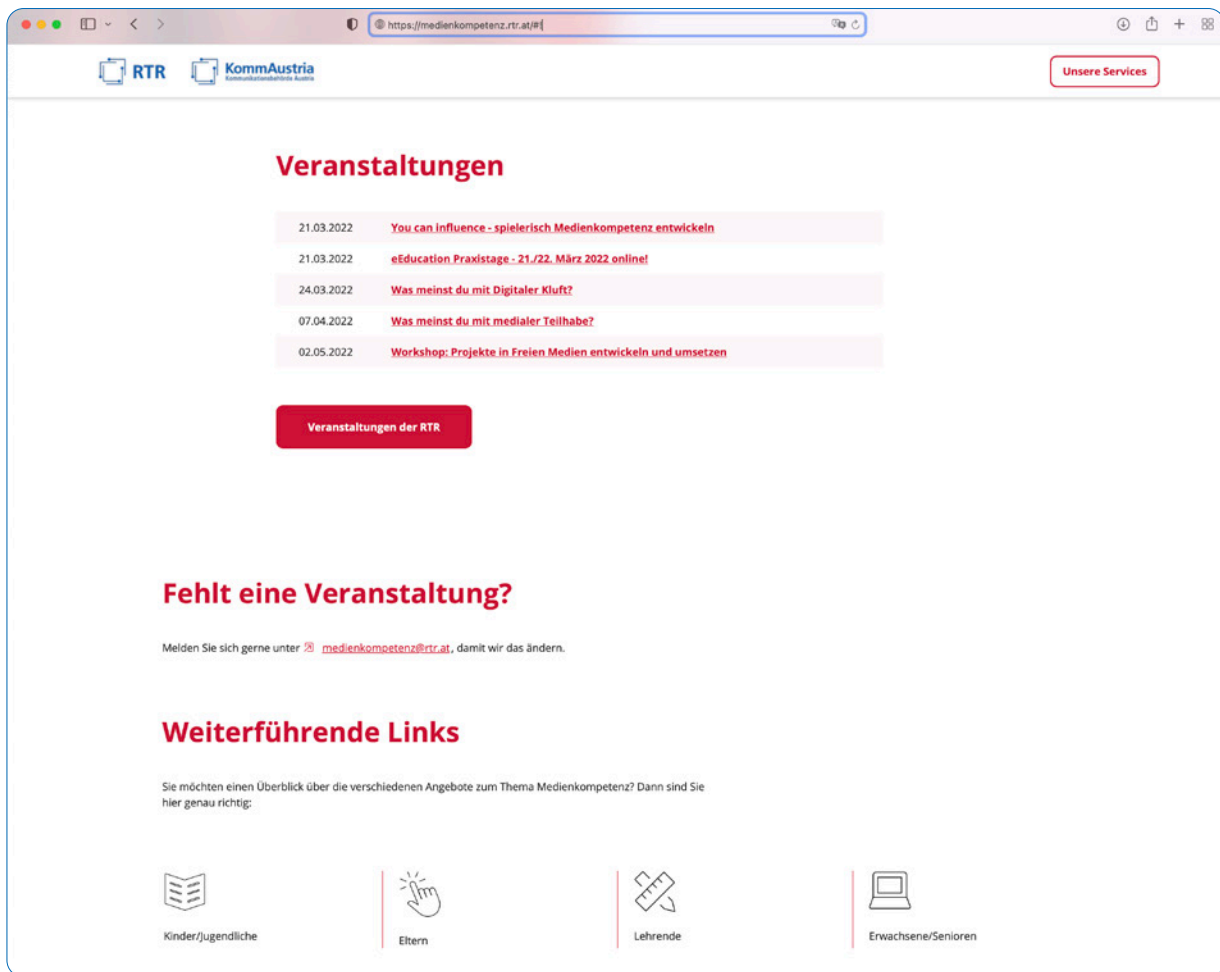 https://medienkompetenz.rtr.at/#1
RTR
KommAustria
Kommunikationsbehörde Austria
Unsere Services
Veranstaltungen
21.03.2022 You can influence - spielerisch Medienkompetenz entwickeln
21.03.2022 eEducation Praxistage - 21./22. März 2022 online!
24.03.2022 Was meinst du mit Digitaler Kluft?
07.04.2022 Was meinst du mit medialer Teilhabe?
02.05.2022 Workshop: Projekte in Freien Medien entwickeln und umsetzen
Veranstaltungen der RTR
Fehlt eine Veranstaltung?
Melden Sie sich gerne unter medienkompetenz@rtr.at, damit wir das ändern.
Weiterführende Links
Sie möchten einen Überblick über die verschiedenen Angebote zum Thema Medienkompetenz? Dann sind Sie
hier genau richtig:
Kinder/Jugendliche
Eltern
Lehrende
Erwachsene/Senioren